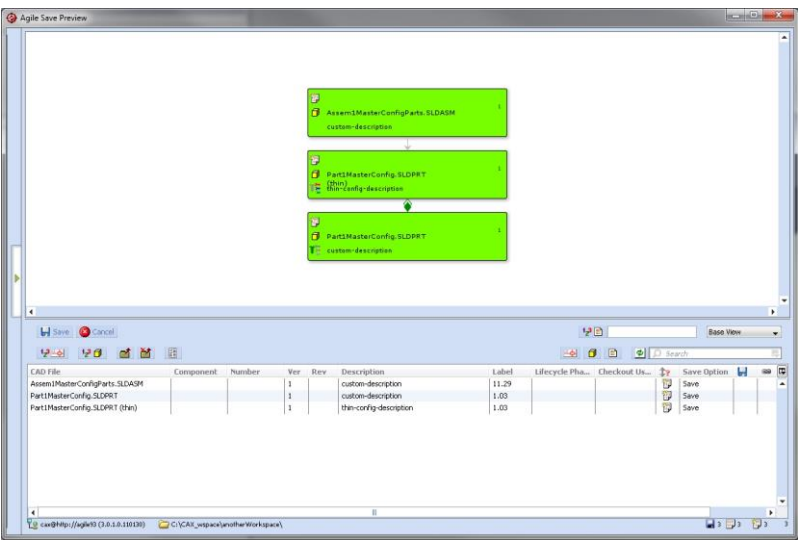 Agile Save Preview
Assem1MasterConfigParts.SLDASM
1
custom-description
Part1MasterConfig.SLDPRT
1
(thin)
thin-config-description
Part1MasterConfig.SLDPRT
1
custom-description
Save Cancel Base View
Search
CAD File Component Number Ver Rev Description Label Lifecycle Pha... Checkout Us... Save Option
Assem1MasterConfigParts.SLDASM 1 custom-description 11.29 Save
Part1MasterConfig.SLDPRT 1 custom-description 1.03 Save
Part1MasterConfig.SLDPRT (thin) 1 thin-config-description 1.03 Save
cax@http://agile93 (3.0.1.0.110130) C:\CAX_wspace\anotherWorkspace\ 3 3 3 3